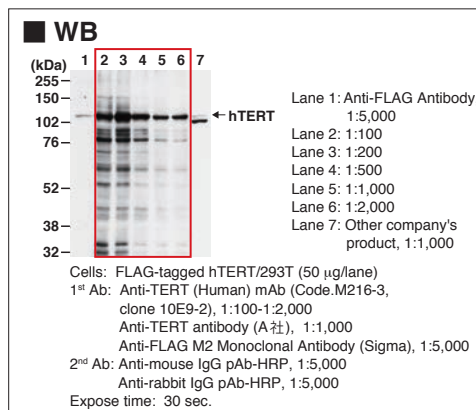 ■ WB
(kDa) 1 2 3 4 5 6 7
255
150
102
76
52
38
32
hTERT
Lane 1: Anti-FLAG Antibody
1:5,000
Lane 2: 1:100
Lane 3: 1:200
Lane 4: 1:500
Lane 5: 1:1,000
Lane 6: 1:2,000
Lane 7: Other company's
product, 1:1,000
Cells: FLAG-tagged hTERT/293T (50 µg/lane)
1st Ab: Anti-TERT (Human) mAb (Code.M216-3,
clone 10E9-2), 1:100-1:2,000
Anti-TERT antibody (A社), 1:1,000
Anti-FLAG M2 Monoclonal Antibody (Sigma), 1:5,000
2nd Ab: Anti-mouse IgG pAb-HRP, 1:5,000
Anti-rabbit IgG pAb-HRP, 1:5,000
Expose time: 30 sec.